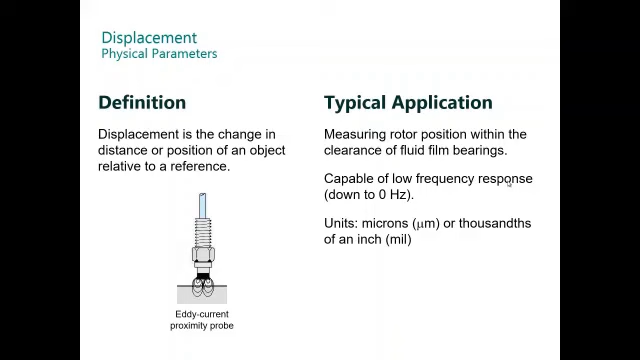 Displacement
Physical Parameters
Definition
Displacement is the change in
distance or position of an object
relative to a reference.
Eddy-current
proximity probe
Typical Application
Measuring rotor position within the
clearance of fluid film bearings.
Capable of low frequency response
(down to 0 Hz).
Units: microns (μm) or thousandths
of an inch (mil)